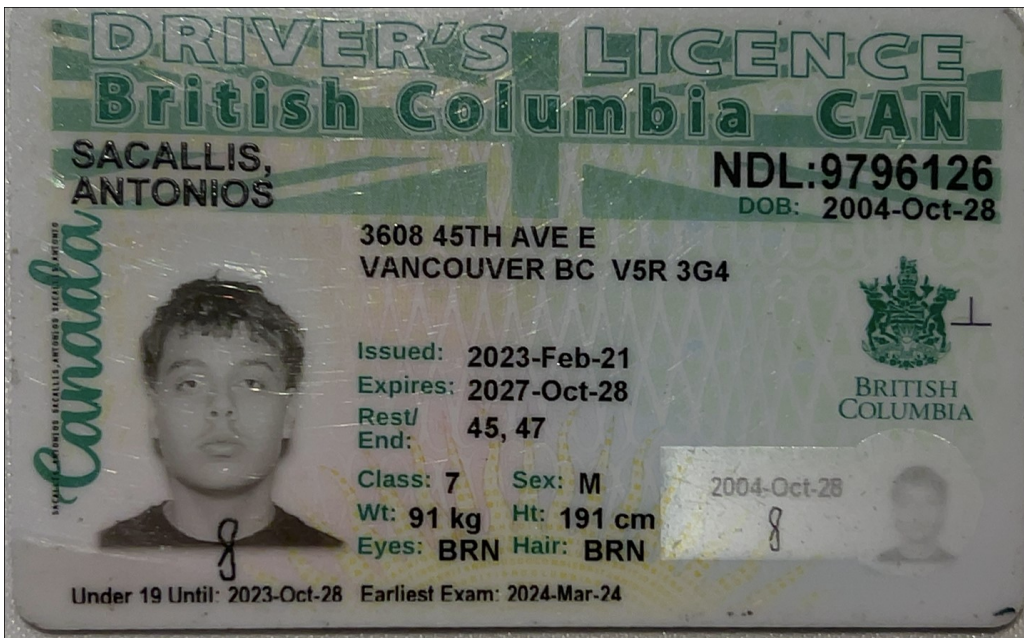 DRIVER'S LICENCE
British Columbia CAN
SACALLIS,
ANTONIOS
NDL:9796126
DOB: 2004-Oct-28
3608 45TH AVE E
VANCOUVER BC V5R 3G4
Canada
Issued: 2023-Feb-21
Expires: 2027-Oct-28
Rest/
End: 45, 47
Class: 7 Sex: M
Wt: 91 kg Ht: 191 cm
Eyes: BRN Hair: BRN
BRITISH
COLUMBIA
2004-Oct-28
Under 19 Until: 2023-Oct-28 Earliest Exam: 2024-Mar-24